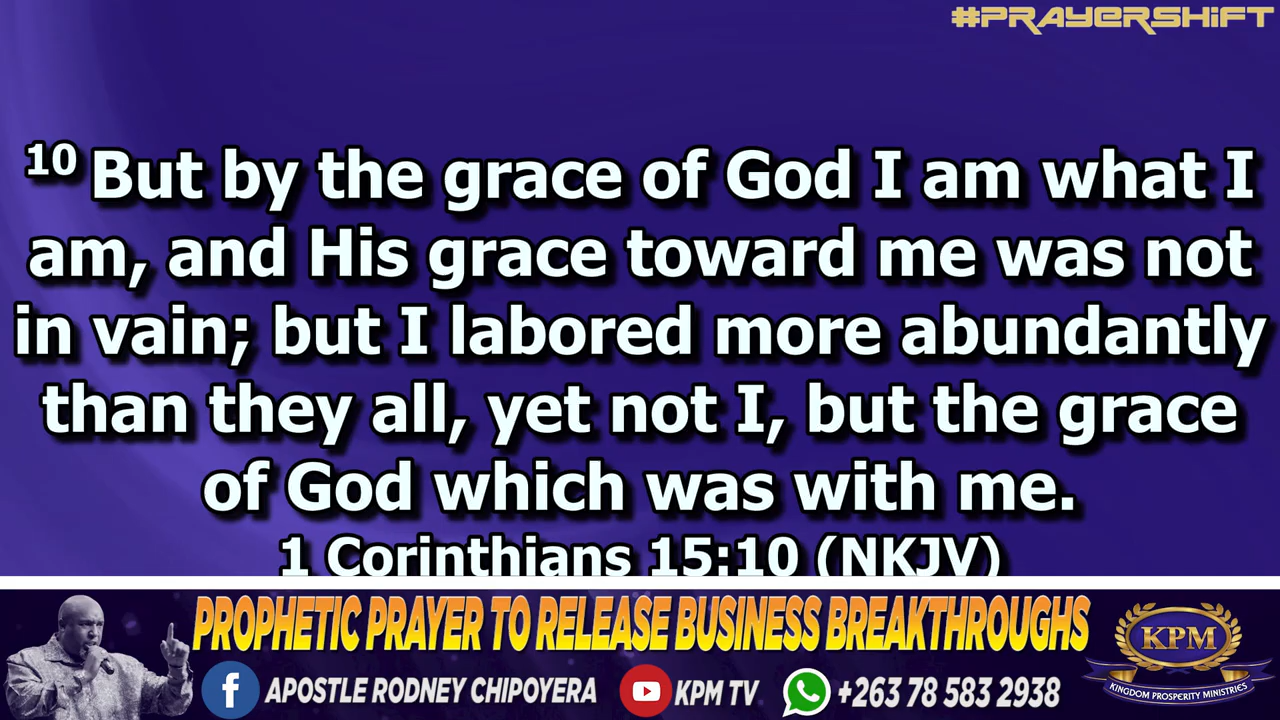 #PRAYERSHIFT
10 But by the grace of God I am what I
am, and His grace toward me was not
in vain; but I labored more abundantly
than they all, yet not I, but the grace
of God which was with me.
1 Corinthians 15:10 (NKJV)
PROPHETIC PRAYER TO RELEASE BUSINESS BREAKTHROUGHS
APOSTLE RODNEY CHIPOYERA KPM TV +263 78 583 2938
KPM
KINGDOM PROSPERITY MINISTRIES